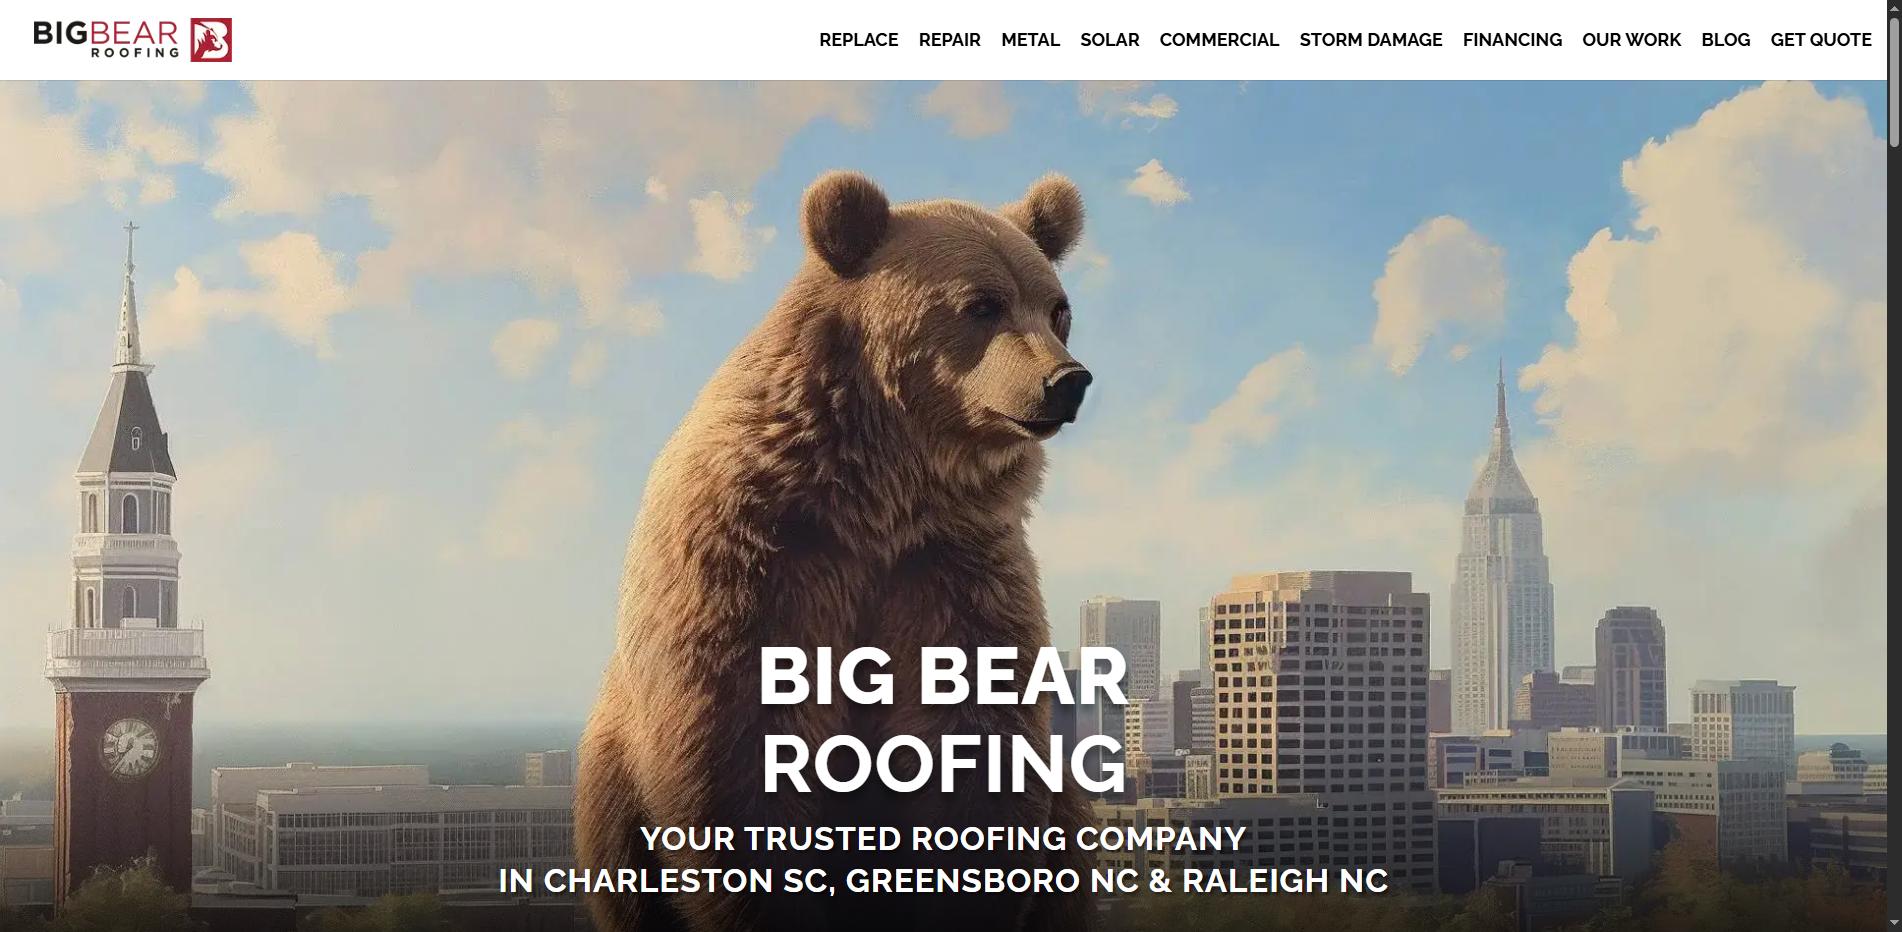 BIGBEAR
ROOFING
REPLACE REPAIR METAL SOLAR COMMERCIAL STORM DAMAGE FINANCING OUR WORK BLOG GET QUOTE
BIG BEAR
ROOFING
YOUR TRUSTED ROOFING COMPANY
IN CHARLESTON SC, GREENSBORO NC & RALEIGH NC